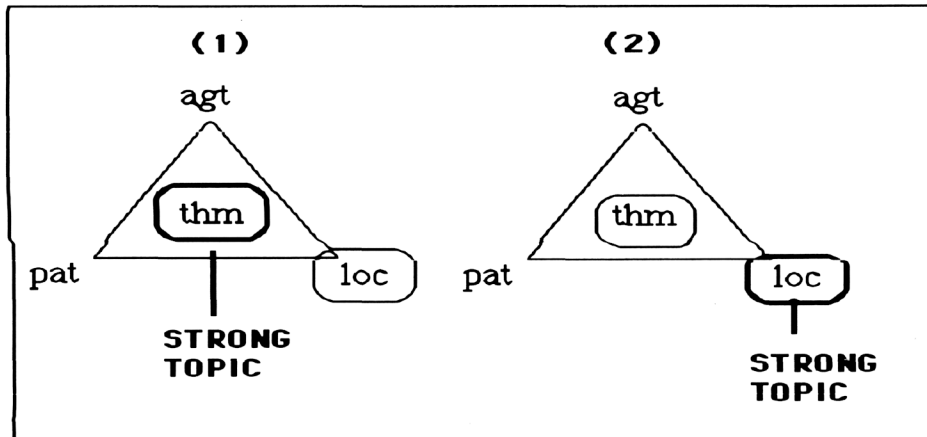 (1)
agt
thm
pat
loc
STRONG
TOPIC
(2)
agt
thm
pat
loc
STRONG
TOPIC